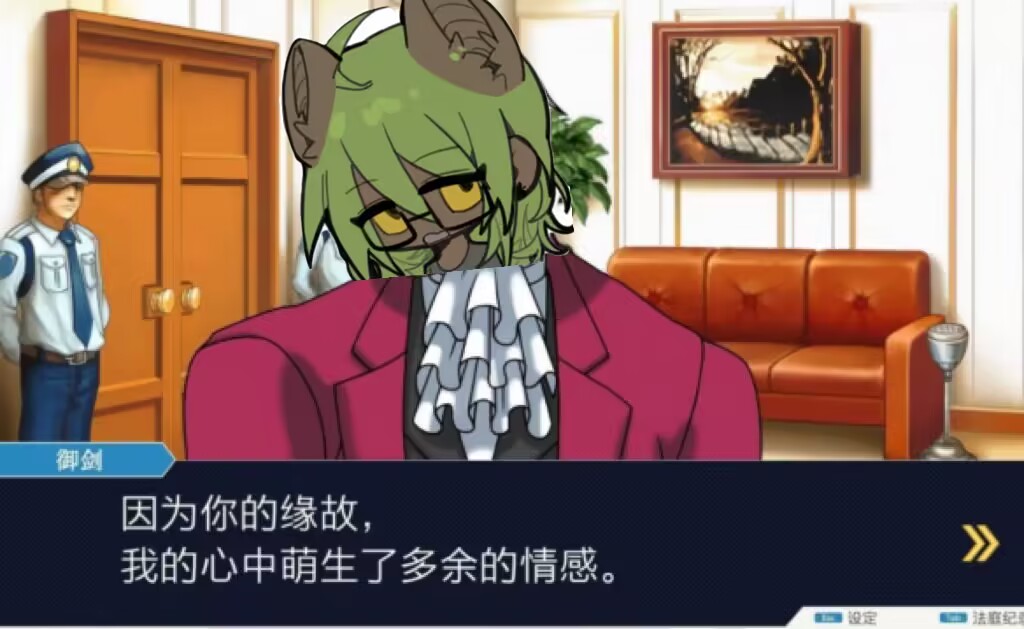 御剑
因为你的缘故，
我的心中萌生了多余的情感。
设定
法庭纪录